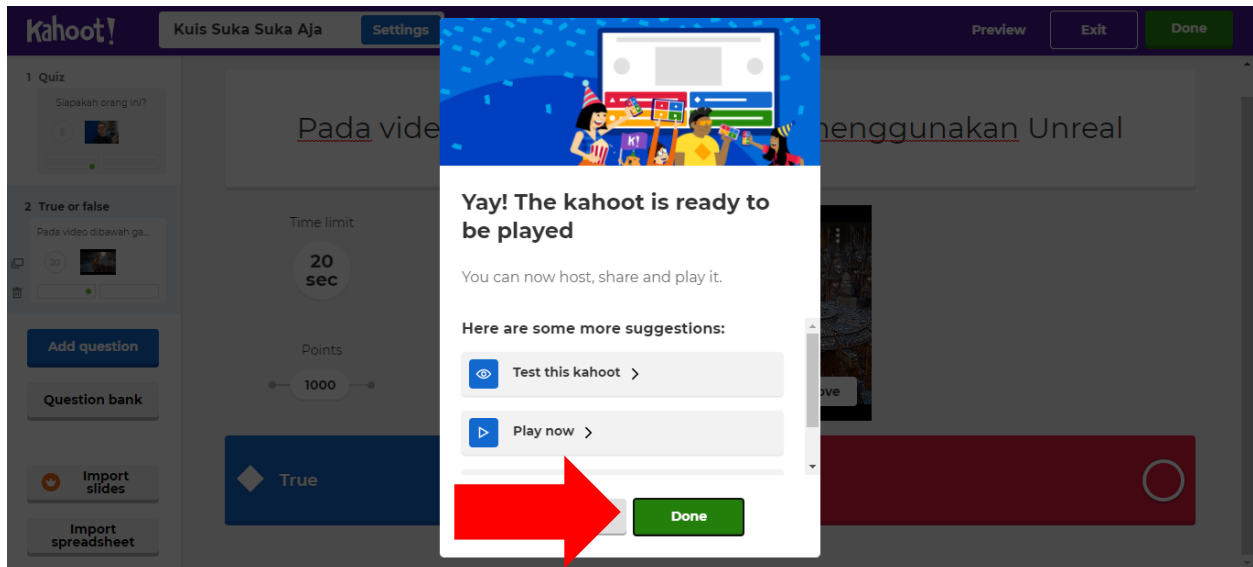 Kahoot!
Kuis Suka Suka Aja
Settings
Preview
Exit
Done
1 Quiz
Siapakah orang ini?
2 True or false
Pada video dibawah ga...
20
Add question
Question bank
Import
slides
Import
spreadsheet
Pada vide
enggunakan Unreal
Time limit
20
sec
Points
1000
True
K!
Yay! The kahoot is ready to
be played
You can now host, share and play it.
Here are some more suggestions:
Test this kahoot
Play now
Done
ove